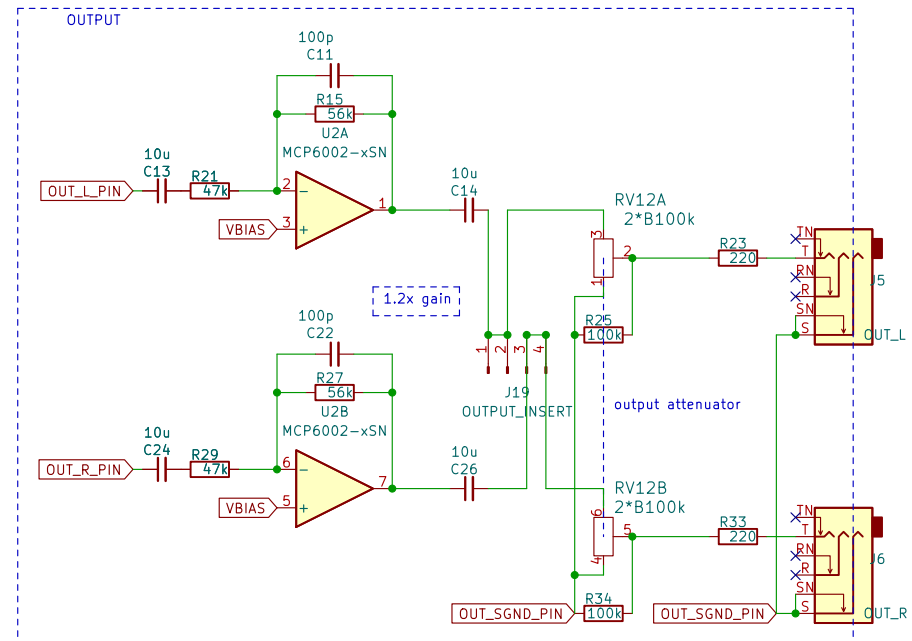 OUTPUT
100p
C11
R15
56k
U2A
MCP6002-xSN
10u
C13
R21
47k
OUT_L_PIN
2
-
3
+
1
VBIAS
10u
C14
RV12A
2*B100k
3
2
1
R23
220
TN
T
RN
R
SN
S
J5
OUT_L
1.2x gain
R25
100k
1
2
3
4
J19
OUTPUT_INSERT
output attenuator
100p
C22
R27
56k
U2B
MCP6002-xSN
10u
C24
R29
47k
OUT_R_PIN
6
-
5
+
7
VBIAS
10u
C26
RV12B
2*B100k
6
5
4
R33
220
TN
T
RN
R
SN
S
J6
OUT_R
OUT_SGND_PIN
R34
100k
OUT_SGND_PIN